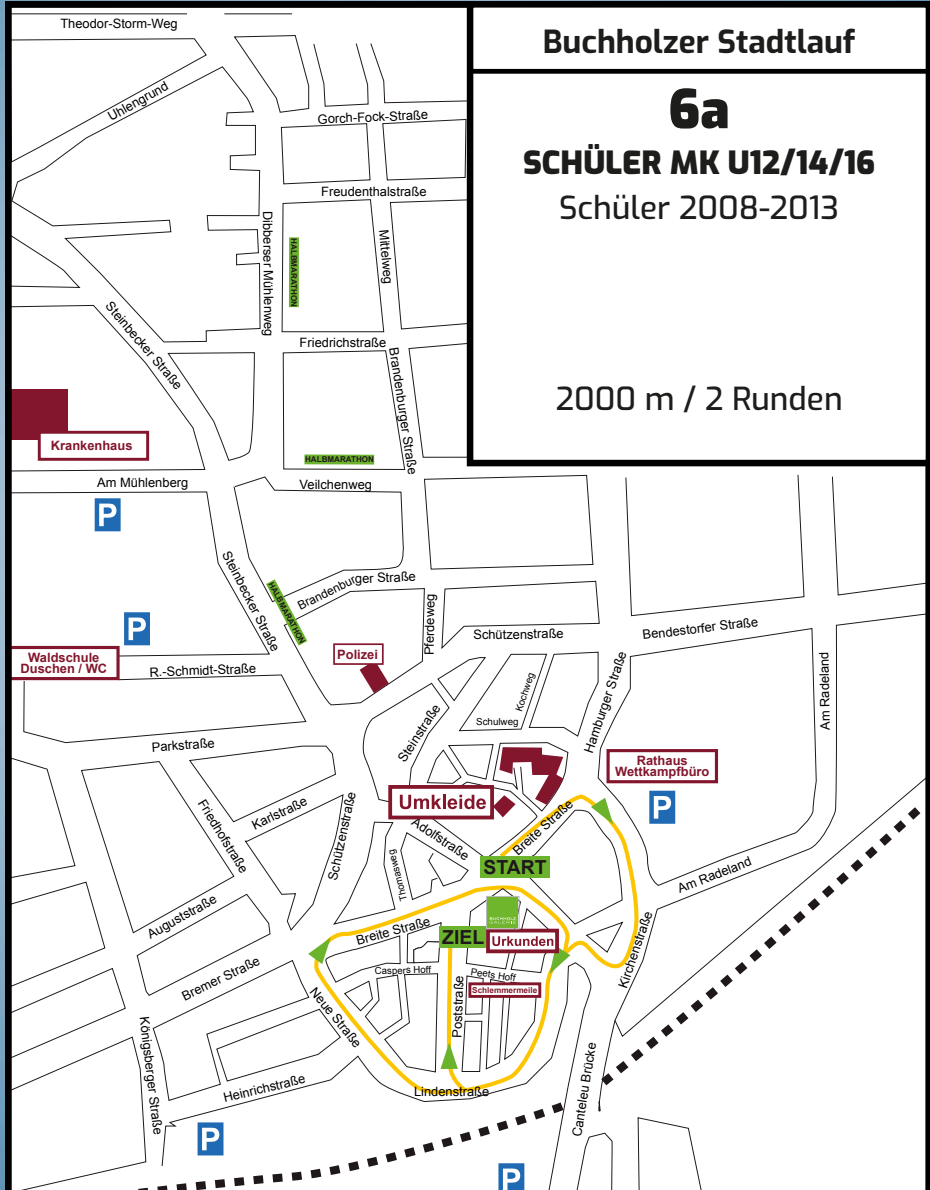 Buchholzer Stadtlauf
6a
SCHÜLER MK U12/14/16
Schüler 2008-2013
2000 m / 2 Runden
Theodor-Storm-Weg
Uhlengrund
Gorch-Fock-Straße
Freudenthalstraße
Dibberser Mühlenweg
HALBMARATHON
Mittelweg
Steinbecker Straße
Friedrichstraße
Brandenburger Straße
Krankenhaus
HALBMARATHON
Am Mühlenberg
Veilchenweg
P
Steinbecker Straße
HALBMARATHON
Brandenburger Straße
Pferdeweg
P
Schützenstraße
Bendestorfer Straße
Waldschule
Duschen / WC
R.-Schmidt-Straße
Polizei
Kochweg
Schulweg
Hamburger Straße
Am Radeland
Parkstraße
Steinstraße
Rathaus
Wettkampfbüro
P
Umkleide
Friedhofstraße
Karlstraße
Schützenstraße
Adolfstraße
Breite Straße
Thomasweg
START
Am Radeland
Auguststraße
BUCHHOLZ
GALERIE
Breite Straße
ZIEL
Urkunden
Kirchenstraße
Bremer Straße
Caspers Hoff
Peets Hoff
Schlemmermeile
Neue Straße
Poststraße
Königsberger Straße
Heinrichstraße
Lindenstraße
Canteleu Brücke
P
P